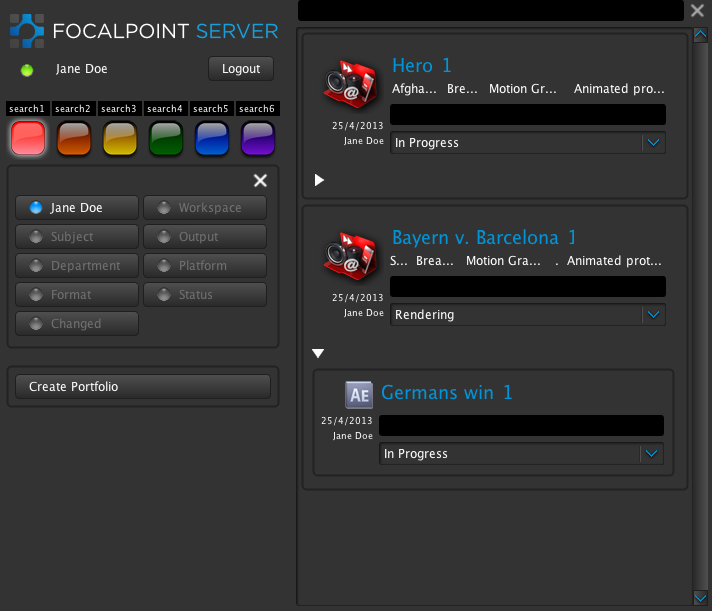 FOCALPOINT SERVER
Jane Doe
Logout
search1 search2 search3 search4 search5 search6
Jane Doe
Workspace
Subject
Output
Department
Platform
Format
Status
Changed
Create Portfolio
Hero 1
Afgha... Bre... Motion Gr... Animated pro...
25/4/2013
Jane Doe
In Progress
Bayern v. Barcelona 1
S... Brea... Motion Gra... . Animated prot...
25/4/2013
Jane Doe
Rendering
AE
Germans win 1
25/4/2013
Jane Doe
In Progress